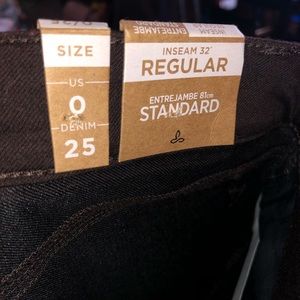 SIZE
US
0
DENIM
25
INSEAM 32"
REGULAR
ENTREJAMBE 81cm
STANDARD